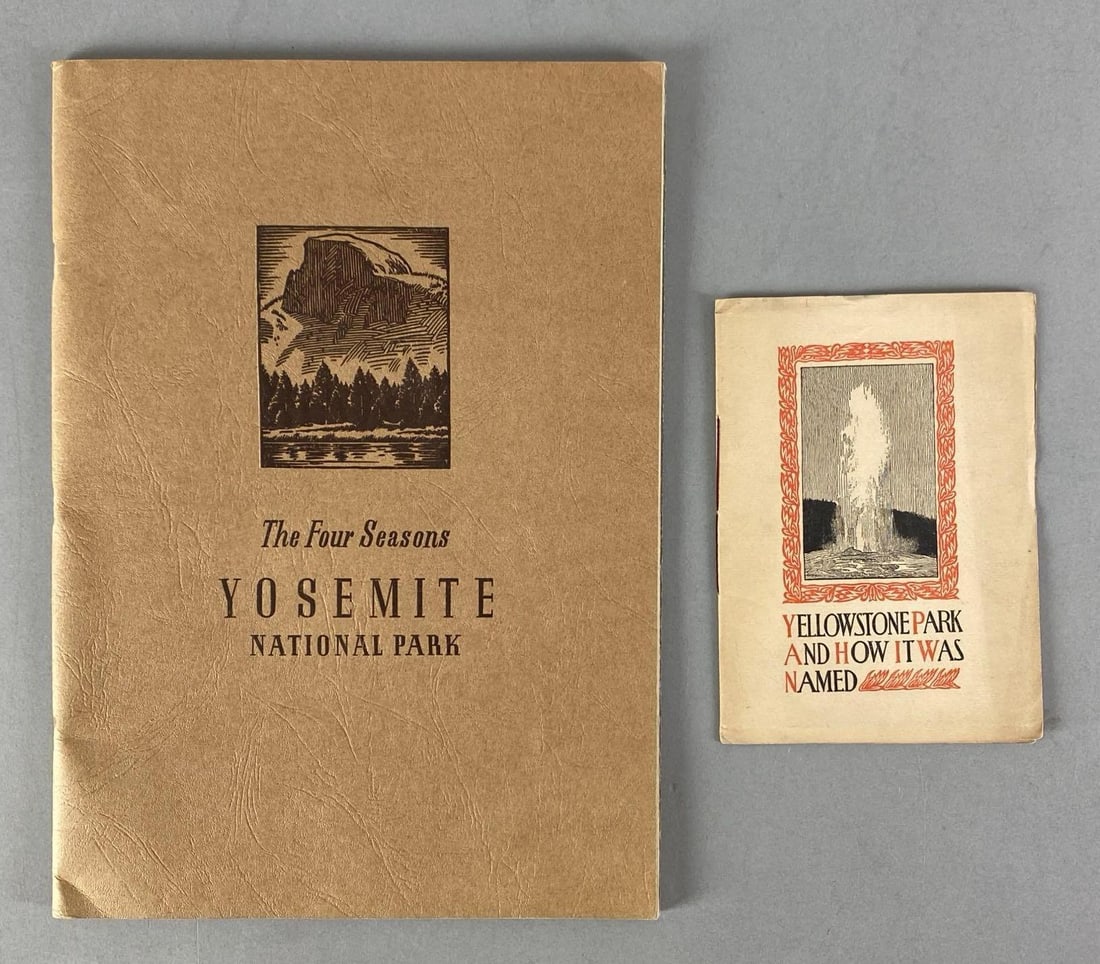 The Four Seasons
YOSEMITE
NATIONAL PARK
YELLOWSTONE PARK
AND HOW IT WAS
NAMED